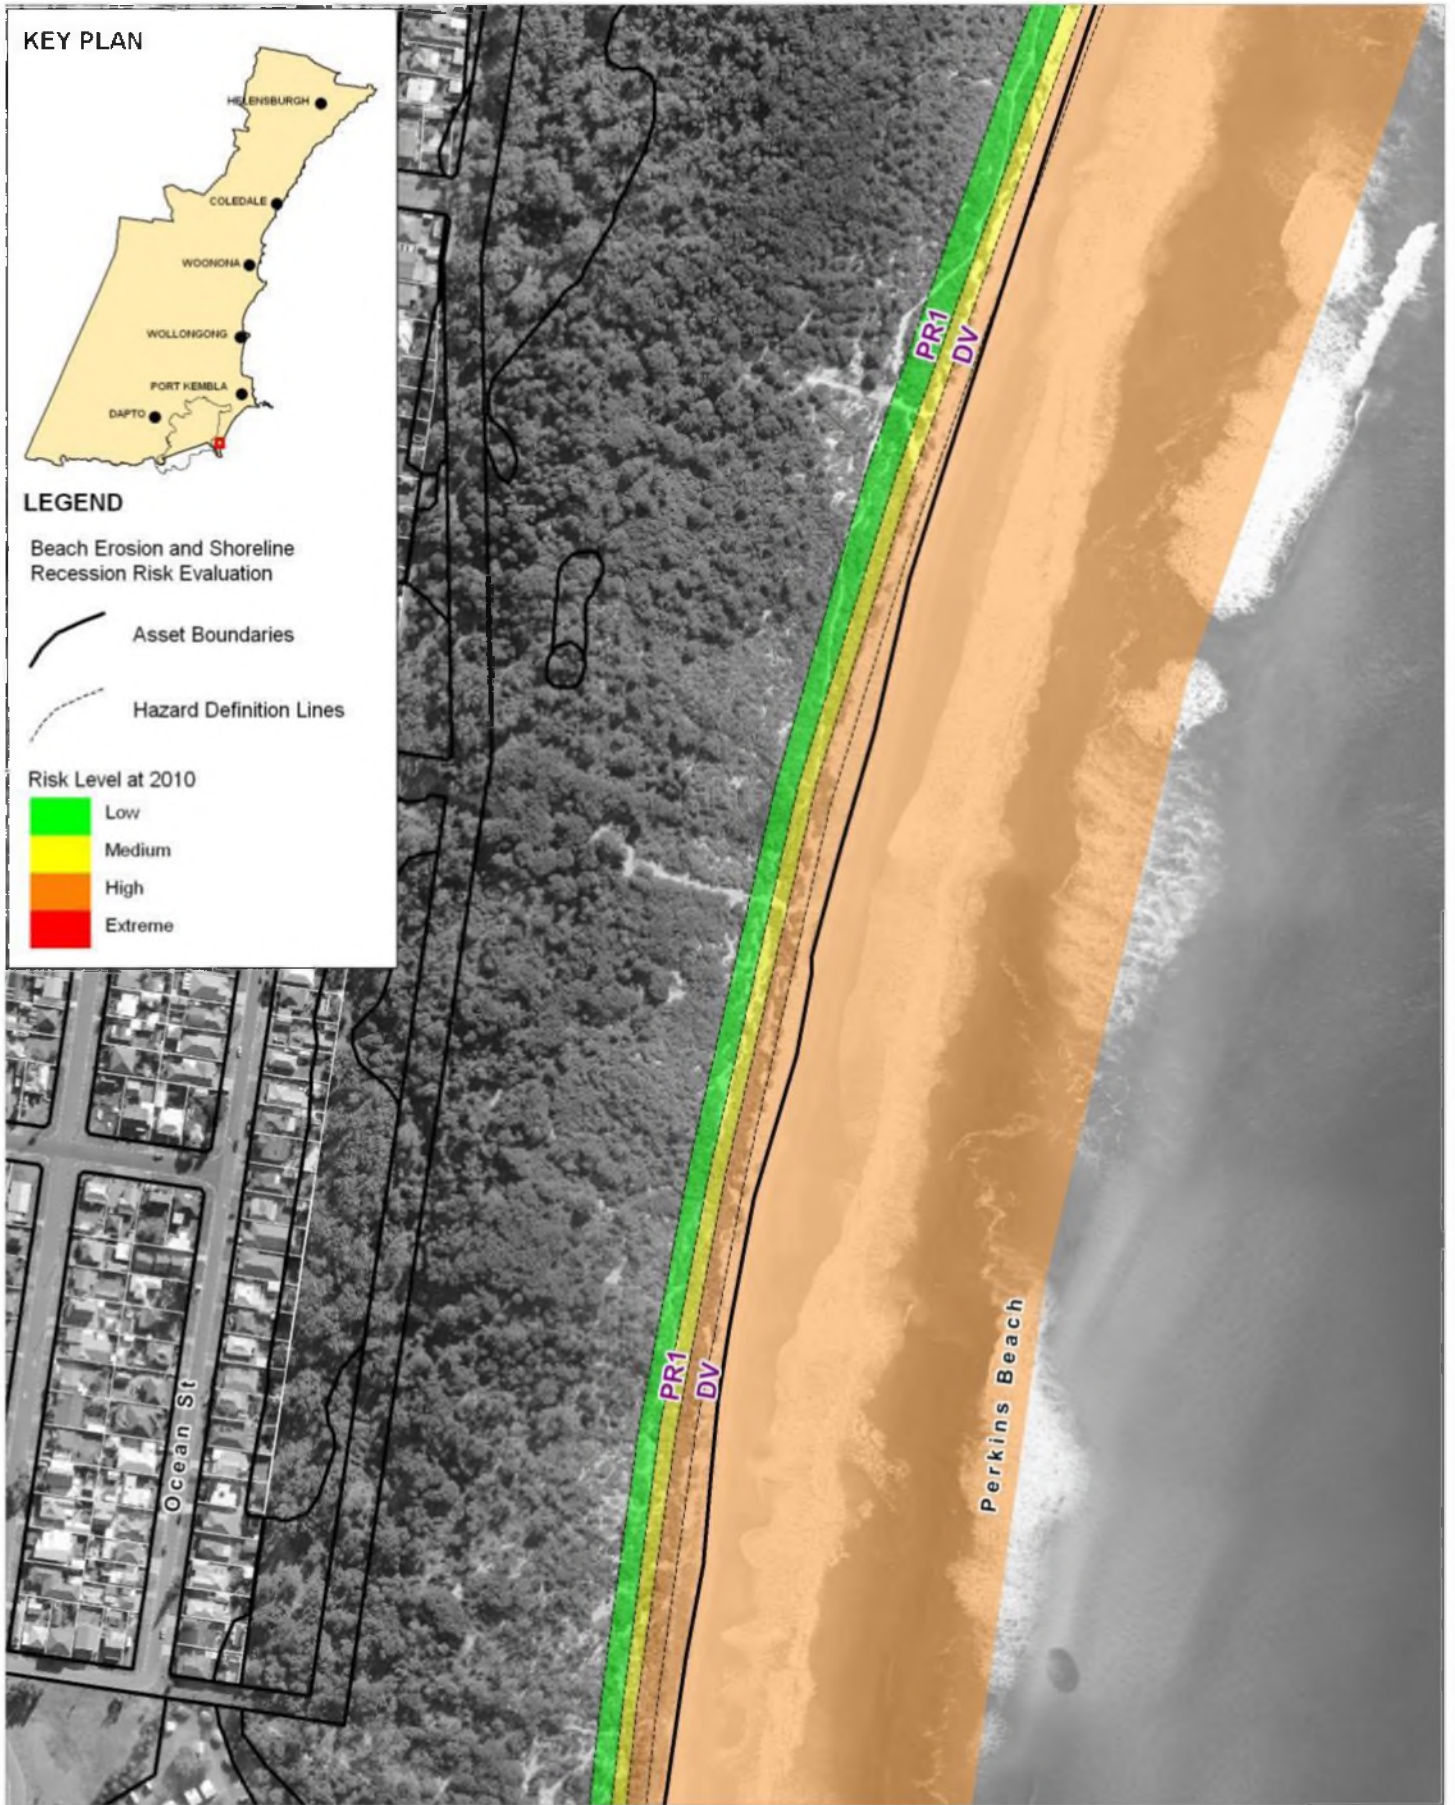 KEY PLAN
HELENSBURGH
COLEDALE
WOONONA
WOLLONGONG
PORT KEMBLA
DAPTO
LEGEND
Beach Erosion and Shoreline
Recession Risk Evaluation
Asset Boundaries
Hazard Definition Lines
Risk Level at 2010
Low
Medium
High
Extreme
PR1
DV
PR1
DV
Ocean St
Perkins Beach